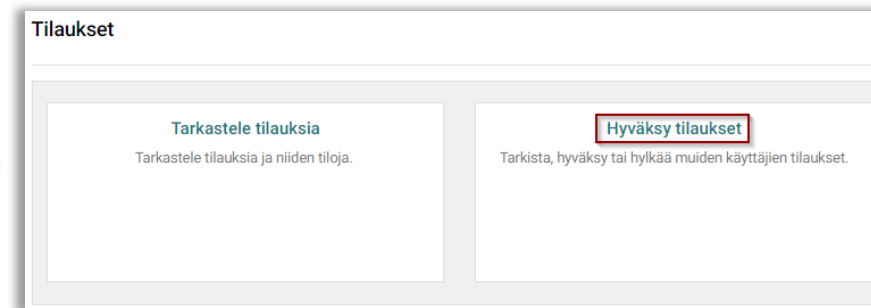 Tilaukset
Tarkastele tilauksia
Tarkastele tilauksia ja niiden tiloja.
Hyväksy tilaukset
Tarkista, hyväksy tai hylkää muiden käyttäjien tilaukset.